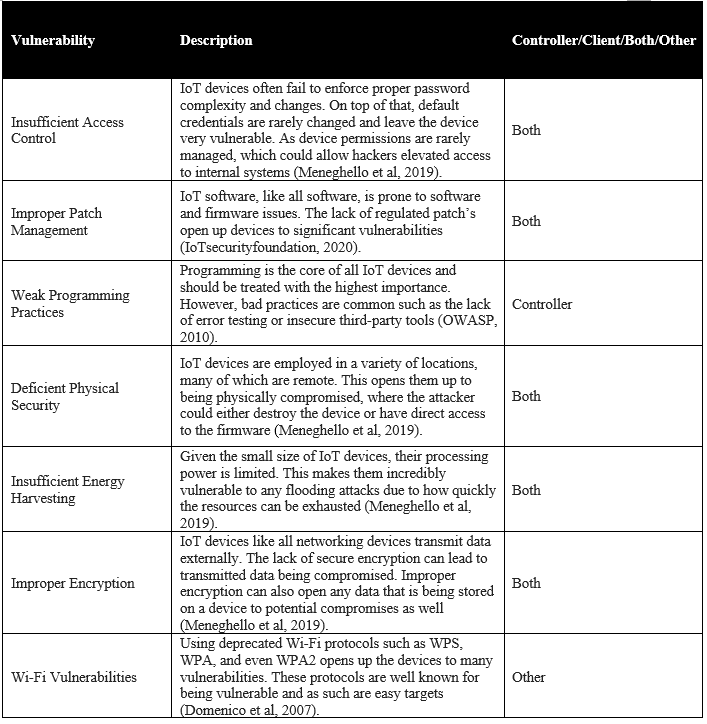 Vulnerability
Description
Controller/Client/Both/Other
Insufficient Access
Control
IoT devices often fail to enforce proper password
complexity and changes. On top of that, default
credentials are rarely changed and leave the device
very vulnerable. As device permissions are rarely
managed, which could allow hackers elevated access
to internal systems (Meneghello et al, 2019).
Both
Improper Patch
Management
IoT software, like all software, is prone to software
and firmware issues. The lack of regulated patch’s
open up devices to significant vulnerabilities
(IoTsecurityfoundation, 2020).
Both
Weak Programming
Practices
Programming is the core of all IoT devices and
should be treated with the highest importance.
However, bad practices are common such as the lack
of error testing or insecure third-party tools (OWASP,
2010).
Controller
Deficient Physical
Security
IoT devices are employed in a variety of locations,
many of which are remote. This opens them up to
being physically compromised, where the attacker
could either destroy the device or have direct access
to the firmware (Meneghello et al, 2019).
Both
Insufficient Energy
Harvesting
Given the small size of IoT devices, their processing
power is limited. This makes them incredibly
vulnerable to any flooding attacks due to how quickly
the resources can be exhausted (Meneghello et al,
2019).
Both
Improper Encryption
IoT devices like all networking devices transmit data
externally. The lack of secure encryption can lead to
transmitted data being compromised. Improper
encryption can also open any data that is being stored
on a device to potential compromises as well
(Meneghello et al, 2019).
Both
Wi-Fi Vulnerabilities
Using deprecated Wi-Fi protocols such as WPS,
WPA, and even WPA2 opens up the devices to many
vulnerabilities. These protocols are well known for
being vulnerable and as such are easy targets
(Domenico et al, 2007).
Other